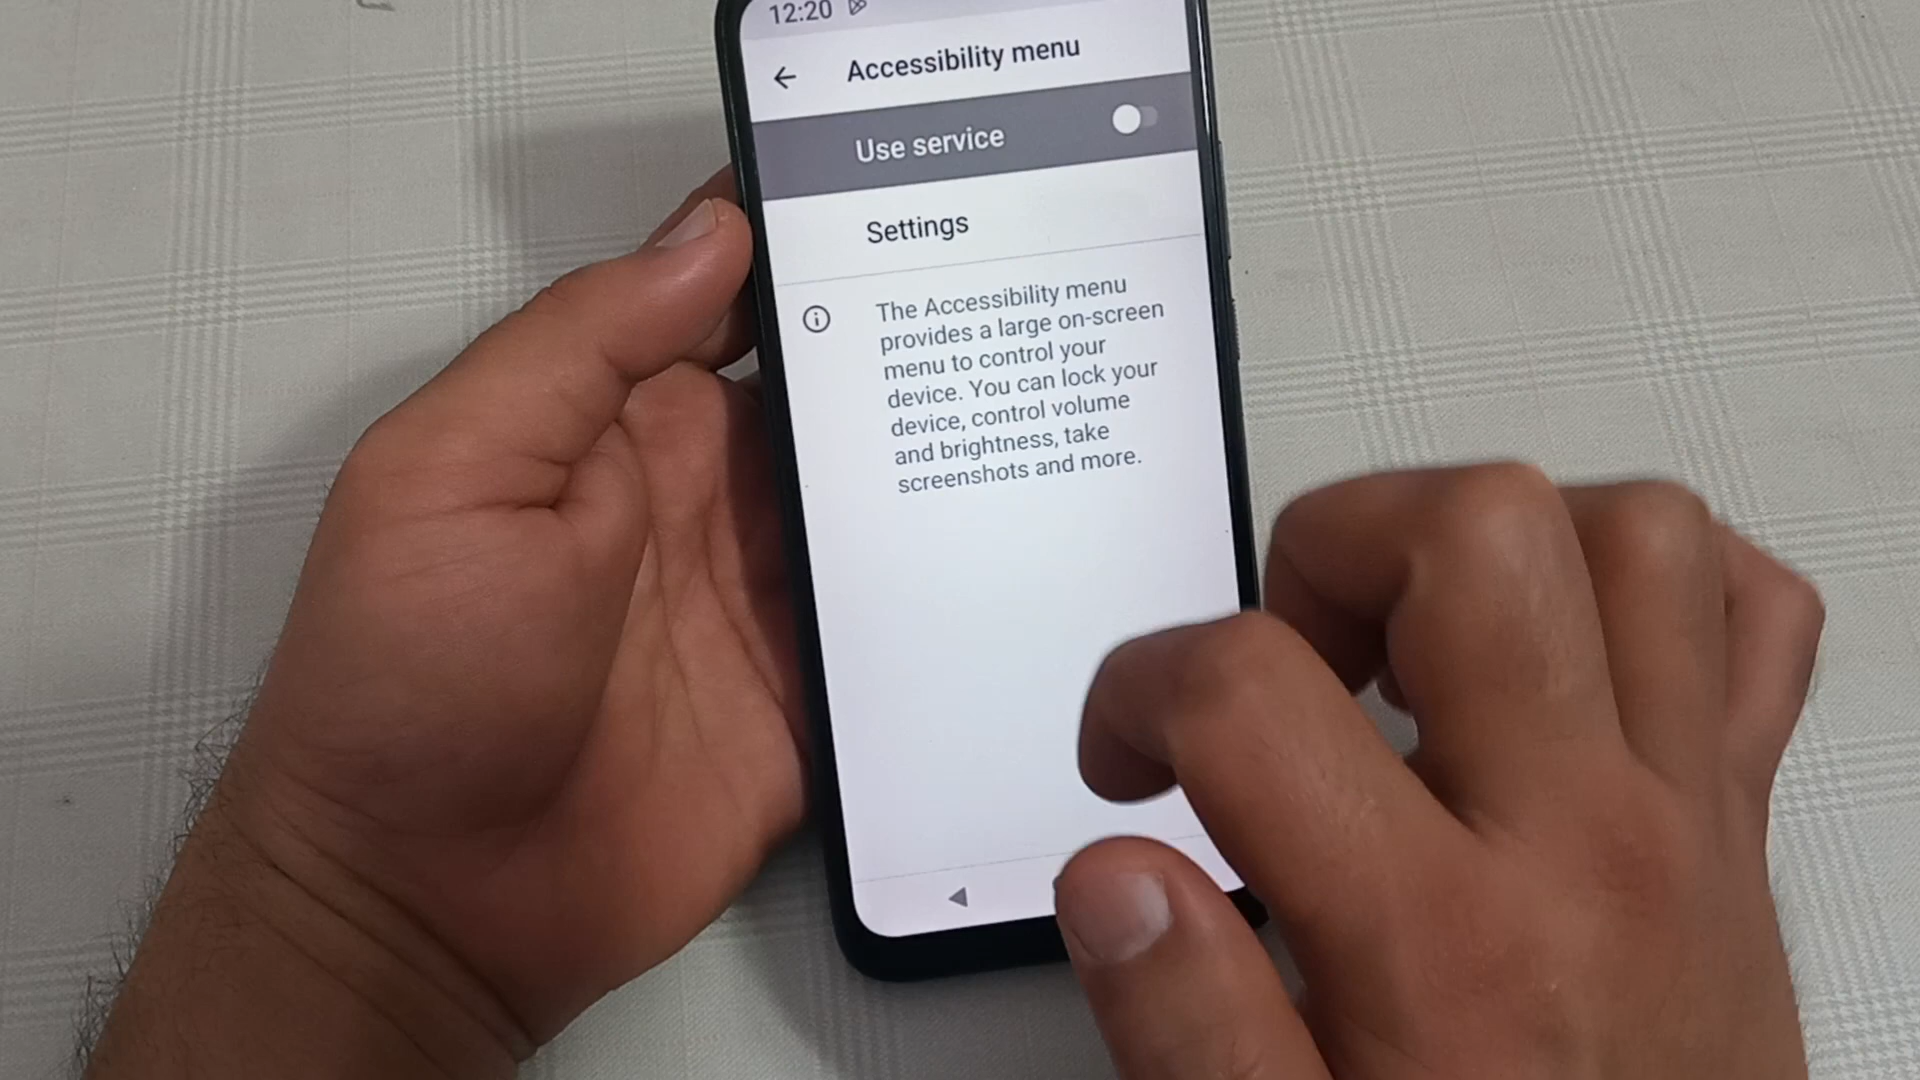 12:20
Accessibility menu
Use service
Settings
The Accessibility menu
provides a large on-screen
menu to control your
device. You can lock your
device, control volume
and brightness, take
screenshots and more.